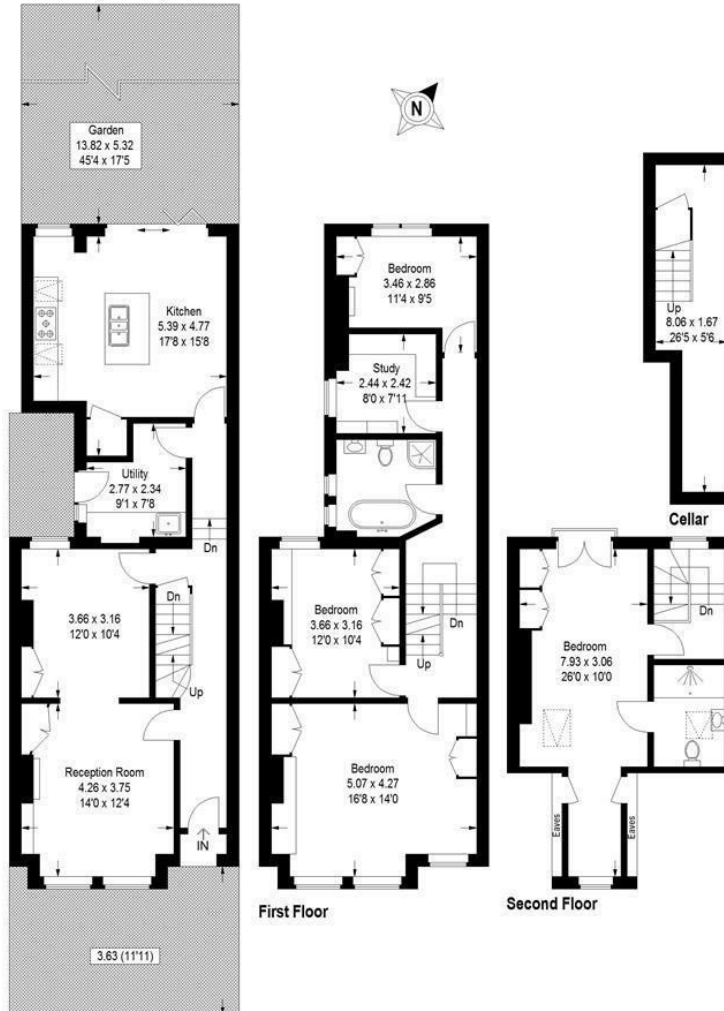 Garden
13.82 x 5.32
45'4 x 17'5
N
Kitchen
5.39 x 4.77
17'8 x 15'8
Utility
2.77 x 2.34
9'1 x 7'8
Dn
3.66 x 3.16
12'0 x 10'4
Dn
Up
Reception Room
4.26 x 3.75
14'0 x 12'4
IN
3.63 (11'11)
Bedroom
3.46 x 2.86
11'4 x 9'5
Study
2.44 x 2.42
8'0 x 7'11
Bedroom
3.66 x 3.16
12'0 x 10'4
Dn
Up
Bedroom
5.07 x 4.27
16'8 x 14'0
First Floor
Up
8.06 x 1.67
26'5 x 5'6
Cellar
Dn
Bedroom
7.93 x 3.06
26'0 x 10'0
Eaves
Eaves
Second Floor